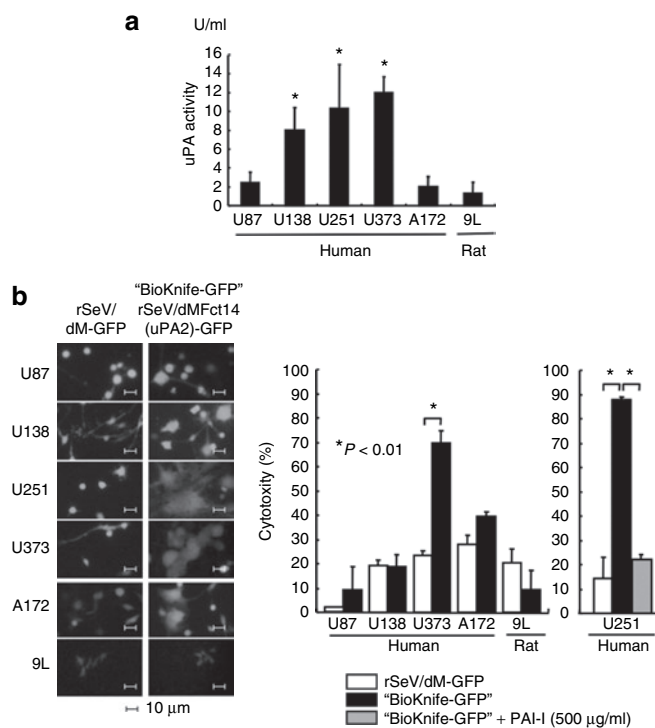 a
U/ml
uPA activity
16
14
12
10
8
6
4
2
0
* * *
U87 U138 U251 U373 A172 9L
Human Rat
b
rSeV/
dM-GFP
"BioKnife-GFP"
rSeV/dMFct14
(uPA2)-GFP
U87
U138
U251
U373
A172
9L
10 µm
Cytotoxity (%)
100
90
80
70
60
50
40
30
20
10
0
*
*P < 0.01
U87 U138 U373 A172 9L
Human Rat
100
90
80
70
60
50
40
30
20
10
0
* *
U251
Human
rSeV/dM-GFP
"BioKnife-GFP"
"BioKnife-GFP" + PAI-I (500 µg/ml)